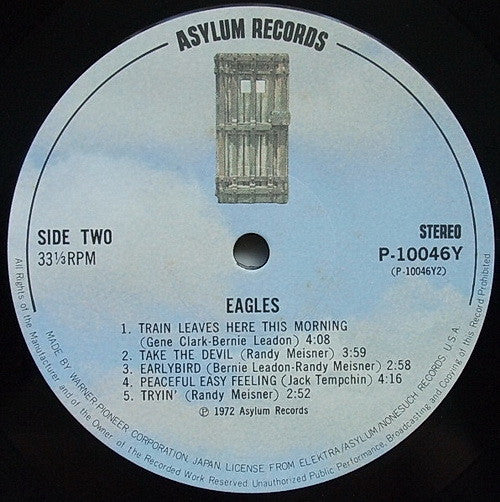 ASYLUM RECORDS
SIDE TWO
33⅓RPM
STEREO
P-10046Y
(P-10046Y2)
EAGLES
1. TRAIN LEAVES HERE THIS MORNING
(Gene Clark-Bernie Leadon) 4:08
2. TAKE THE DEVIL (Randy Meisner) 3:59
3. EARLYBIRD (Bernie Leadon-Randy Meisner) 2:58
4. PEACEFUL EASY FEELING (Jack Tempchin) 4:16
5. TRYIN' (Randy Meisner) 2:52
℗ 1972 Asylum Records
MADE BY WARNER-PIONEER CORPORATION, JAPAN, LICENSE FROM ELEKTRA/ASYLUM/NONESUCH RECORDS, U.S.A.
All Rights of the Manufacturer and of the Owner of the Recorded Work Reserved. Unauthorized Public Performance, Broadcasting and Copying of this Record Prohibited.